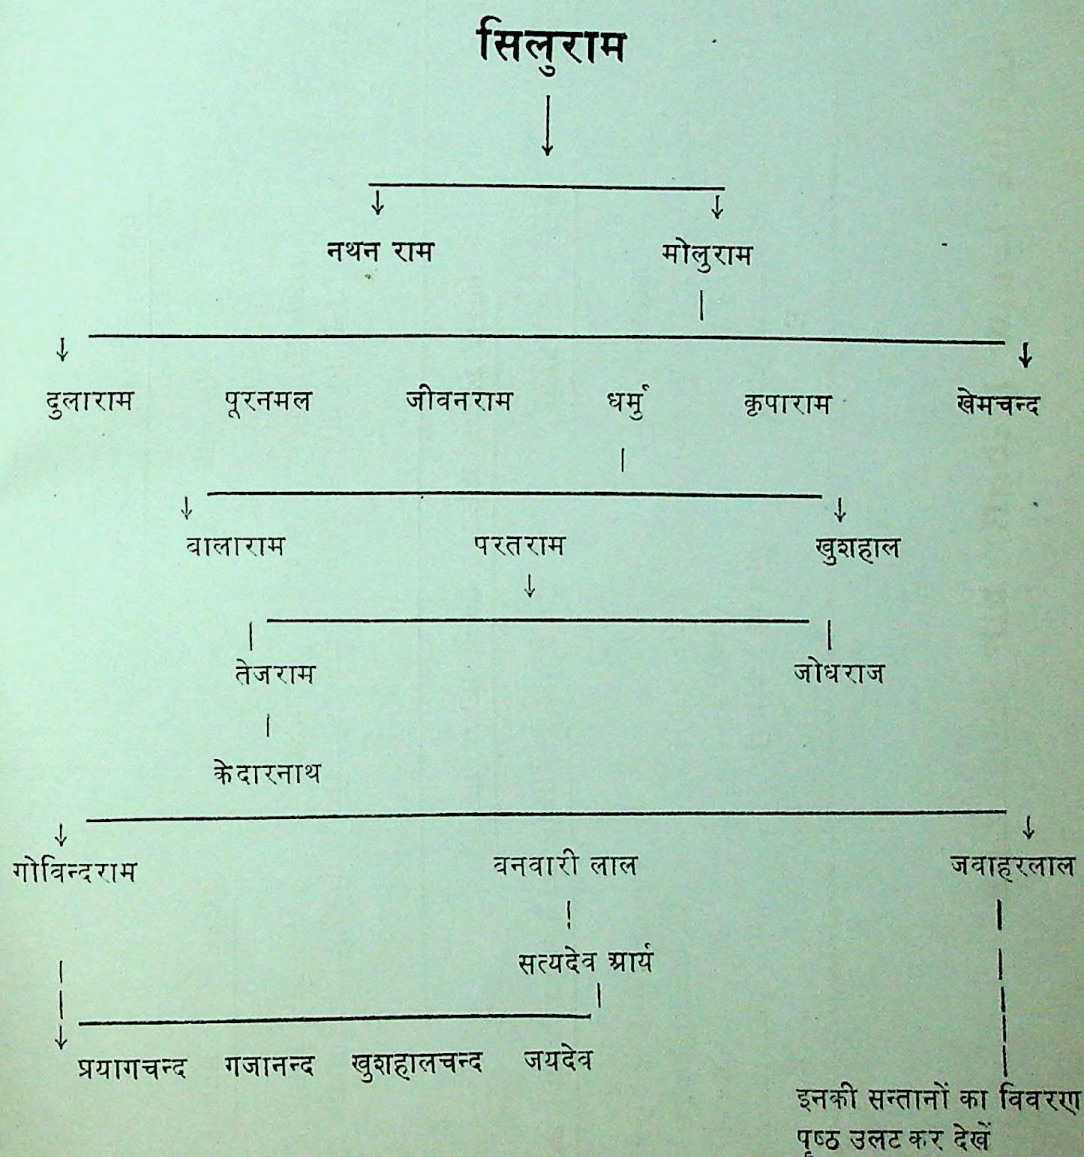 सिलुराम
नथन राम मोलुराम
दुलाराम पूरनमल जीवनराम धर्मु कृपाराम खेमचन्द
वालाराम परतराम खुशहाल
तेजराम जोधराज
केदारनाथ
गोविन्दराम वनवारी लाल जवाहरलाल
सत्यदेव आर्य
प्रयागचन्द गजानन्द खुशहालचन्द जयदेव
इनकी सन्तानों का विवरण
पृष्ठ उलट कर देखें